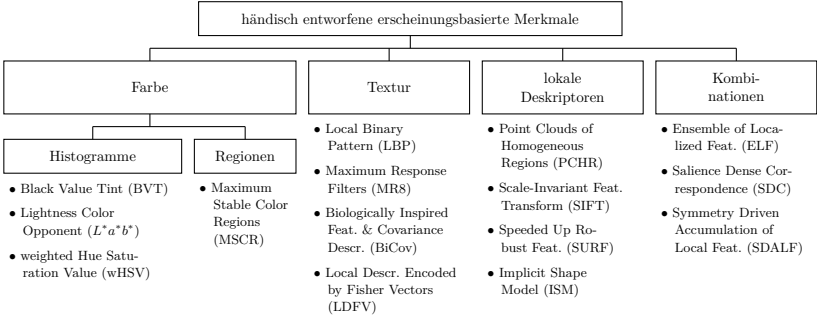 händisch entworfene erscheinungsbasierte Merkmale
Farbe
Histogramme
• Black Value Tint (BVT)
• Lightness Color
Opponent (L*a*b*)
• weighted Hue Satu-
ration Value (wHSV)
Regionen
• Maximum
Stable Color
Regions
(MSCR)
Textur
• Local Binary
Pattern (LBP)
• Maximum Response
Filters (MR8)
• Biologically Inspired
Feat. & Covariance
Descr. (BiCov)
• Local Descr. Encoded
by Fisher Vectors
(LDFV)
lokale
Deskriptoren
• Point Clouds of
Homogeneous
Regions (PCHR)
• Scale-Invariant Feat.
Transform (SIFT)
• Speeded Up Ro-
bust Feat. (SURF)
• Implicit Shape
Model (ISM)
Kombi-
nationen
• Ensemble of Loca-
lized Feat. (ELF)
• Salience Dense Cor-
respondence (SDC)
• Symmetry Driven
Accumulation of
Local Feat. (SDALF)